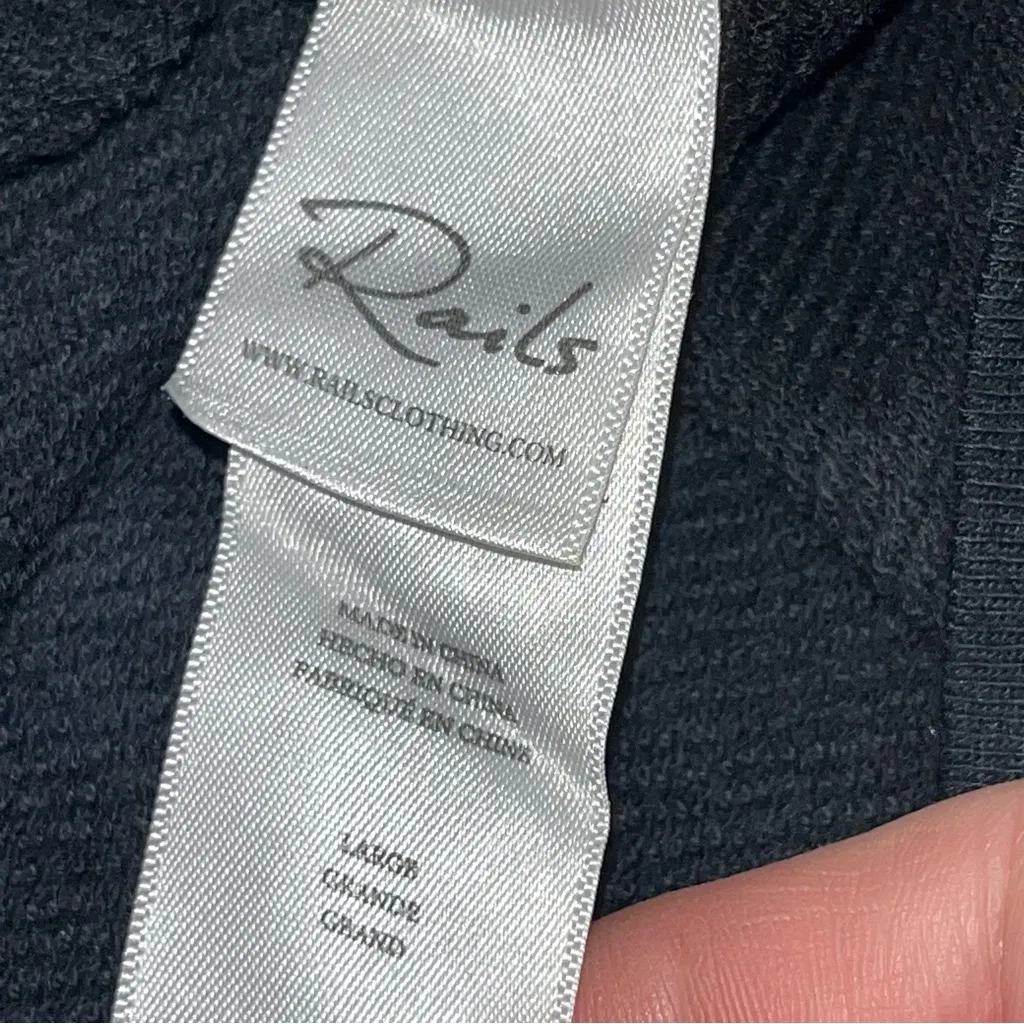 Rails
WWW.RAILSCLOTHING.COM
MADE IN CHINA
HECHO EN CHINA
FABRIQUÉ EN CHINE
LARGE
GRANDE
GRAND